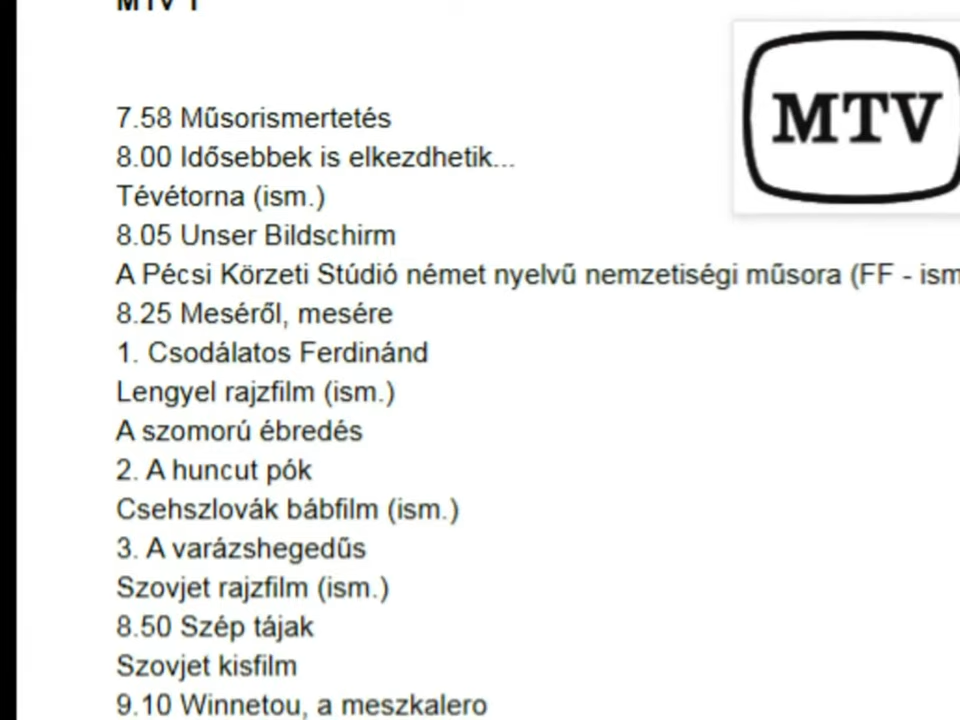 MTV 1
MTV
7.58 Műsorismertetés
8.00 Idősebbek is elkezdhetik...
Tévétorna (ism.)
8.05 Unser Bildschirm
A Pécsi Körzeti Stúdió német nyelvű nemzetiségi műsora (FF - ism
8.25 Meséről, mesére
1. Csodálatos Ferdinánd
Lengyel rajzfilm (ism.)
A szomorú ébredés
2. A huncut pók
Csehszlovák bábfilm (ism.)
3. A varázshegedűs
Szovjet rajzfilm (ism.)
8.50 Szép tájak
Szovjet kisfilm
9.10 Winnetou, a meszkalero